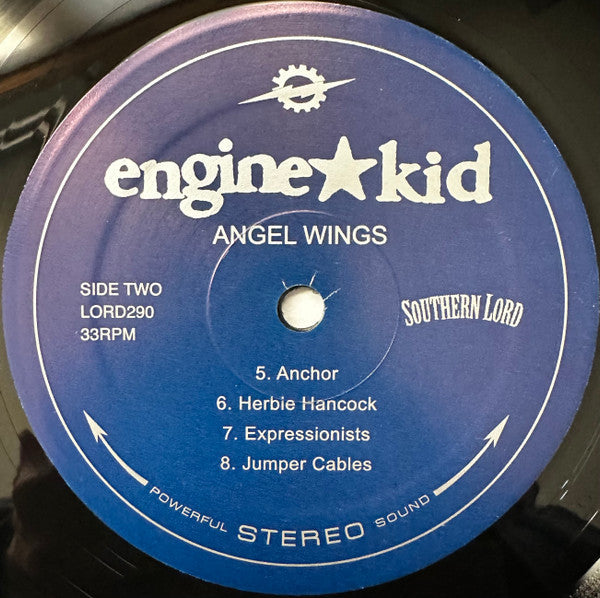 engine★kid
ANGEL WINGS
SIDE TWO
LORD290
33RPM
SOUTHERN LORD
5. Anchor
6. Herbie Hancock
7. Expressionists
8. Jumper Cables
POWERFUL STEREO SOUND